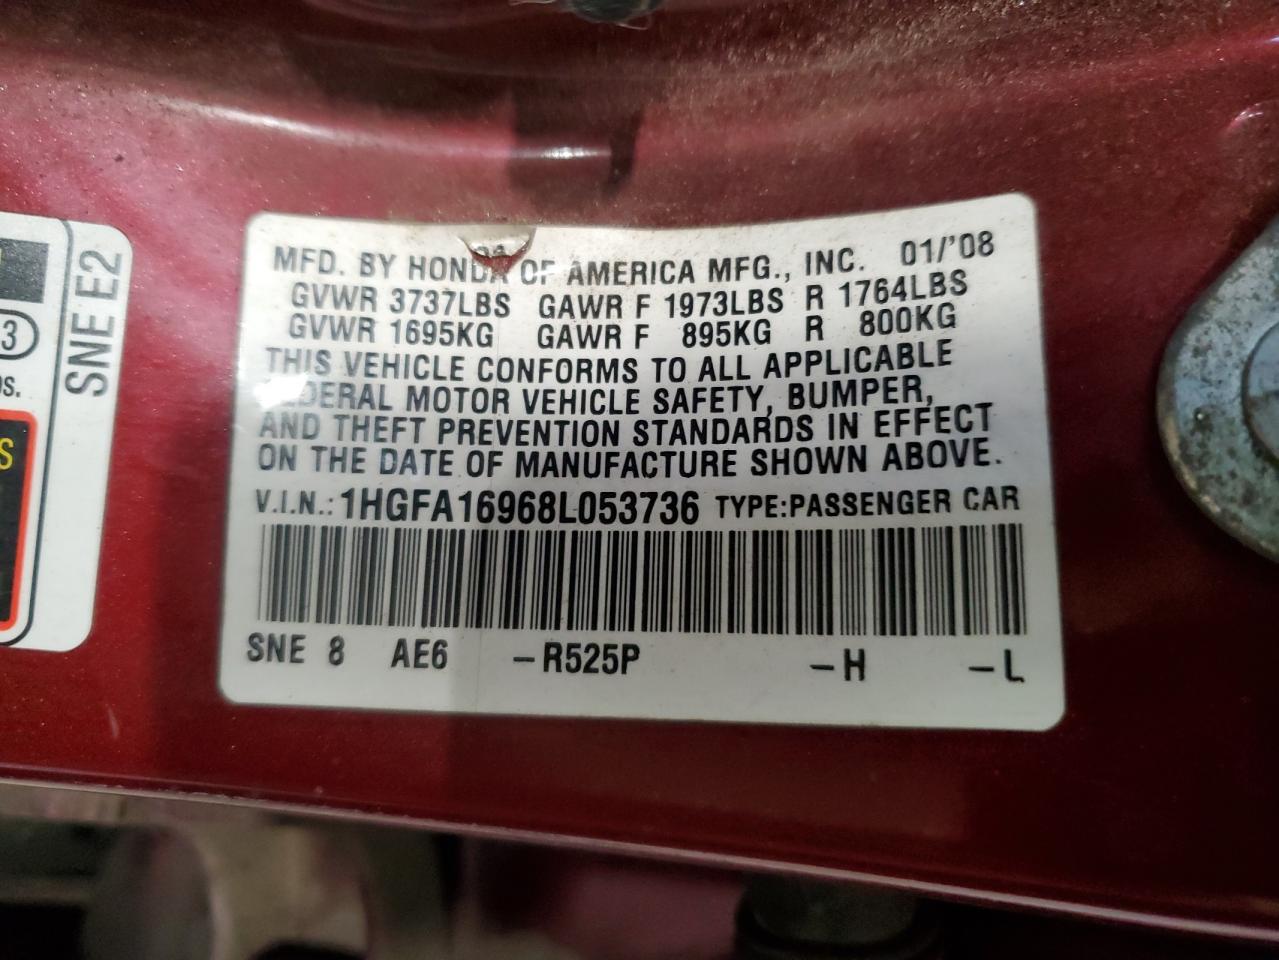 SNE E2
3
S.
S
MFD. BY HONDA OF AMERICA MFG., INC. 01/'08
GVWR 3737LBS GAWR F 1973LBS R 1764LBS
GVWR 1695KG GAWR F 895KG R 800KG
THIS VEHICLE CONFORMS TO ALL APPLICABLE
FEDERAL MOTOR VEHICLE SAFETY, BUMPER,
AND THEFT PREVENTION STANDARDS IN EFFECT
ON THE DATE OF MANUFACTURE SHOWN ABOVE.
V.I.N.: 1HGFA16968L053736 TYPE:PASSENGER CAR
SNE 8 AE6 -R525P -H -L